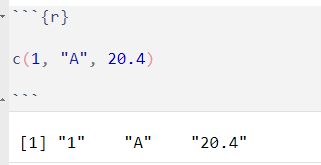 ```{r}
c(1, "A", 20.4)
```
[1] "1"    "A"    "20.4"